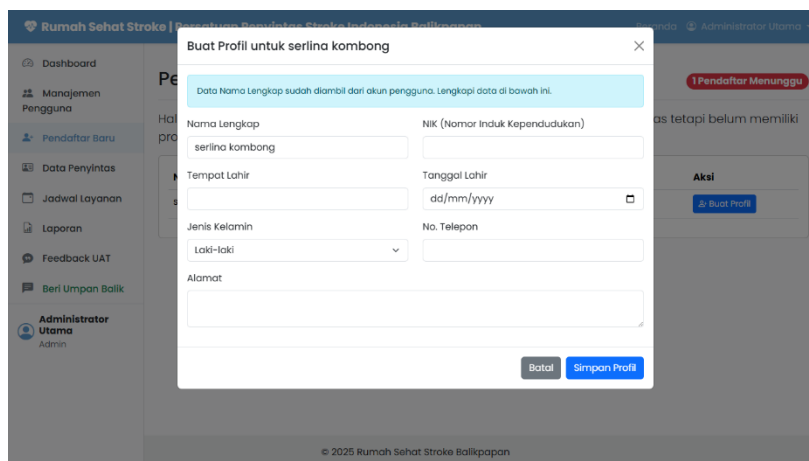 Rumah Sehat Stroke | Persatuan Penyintas Stroke Indonesia Balikpapan
Beranda
Administrator Utama
Dashboard
Manajemen
Pengguna
Pendaftar Baru
Data Penyintas
Jadwal Layanan
Laporan
Feedback UAT
Beri Umpan Balik
Administrator
Utama
Admin
1 Pendaftar Menunggu
as tetapi belum memiliki
Aksi
Buat Profil
Buat Profil untuk serlina kombong
Data Nama Lengkap sudah diambil dari akun pengguna. Lengkapi data di bawah ini.
Nama Lengkap
NIK (Nomor Induk Kependudukan)
serlina kombong
Tempat Lahir
Tanggal Lahir
dd/mm/yyyy
Jenis Kelamin
No. Telepon
Laki-laki
Alamat
Batal
Simpan Profil
© 2025 Rumah Sehat Stroke Balikpapan